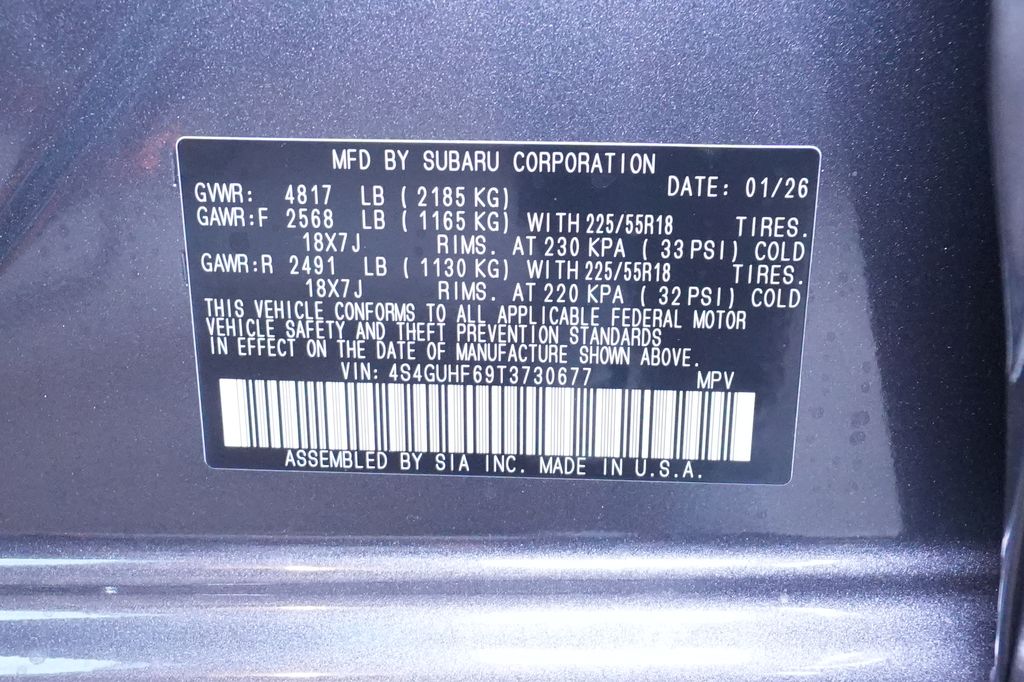 MFD BY SUBARU CORPORATION
DATE: 01/26
GVWR: 4817 LB ( 2185 KG)
GAWR:F 2568 LB ( 1165 KG) WITH 225/55R18 TIRES.
18X7J RIMS. AT 230 KPA ( 33 PSI) COLD
GAWR:R 2491 LB ( 1130 KG) WITH 225/55R18 TIRES.
18X7J RIMS. AT 220 KPA ( 32 PSI) COLD
THIS VEHICLE CONFORMS TO ALL APPLICABLE FEDERAL MOTOR
VEHICLE SAFETY AND THEFT PREVENTION STANDARDS
IN EFFECT ON THE DATE OF MANUFACTURE SHOWN ABOVE.
VIN: 4S4GUHF69T3730677 MPV
ASSEMBLED BY SIA INC. MADE IN U.S.A.